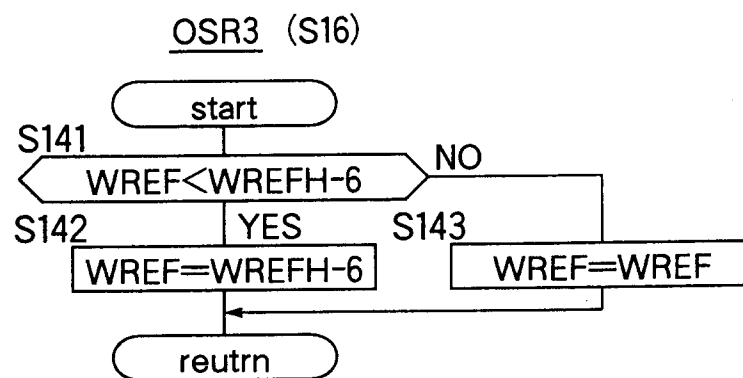 OSR3 (S16)
start
S141
WREF<WREFH-6
NO
YES
S142
WREF=WREFH-6
S143
WREF=WREF
reutrn